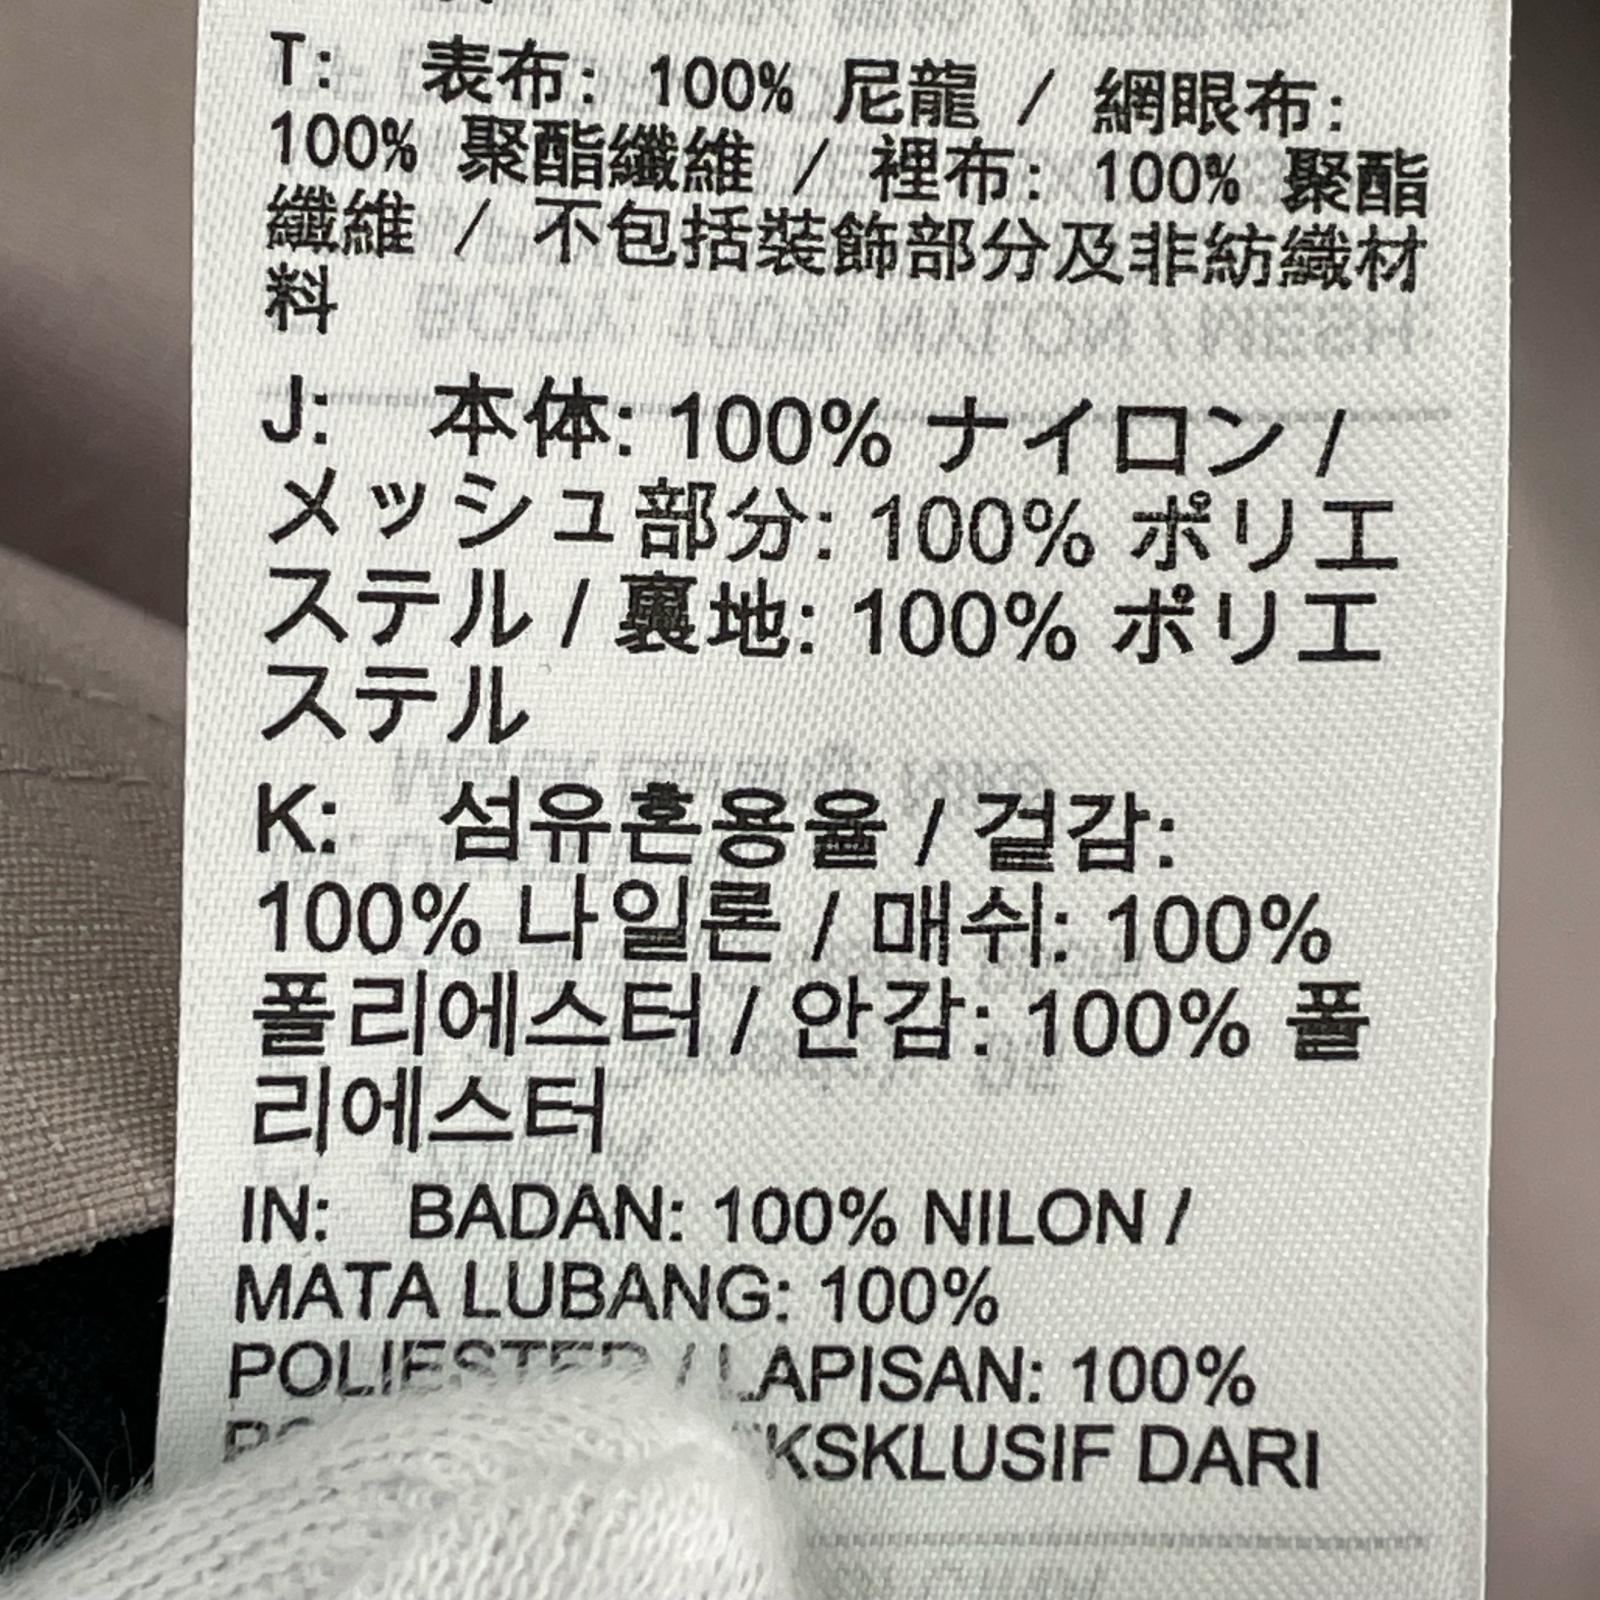 T: 表布: 100% 尼龍 / 網眼布:
100% 聚酯纖維 / 裡布: 100% 聚酯
纖維 / 不包括裝飾部分及非紡織材
料
J: 本体: 100% ナイロン /
メッシュ部分: 100% ポリエ
ステル / 裏地: 100% ポリエ
ステル
K: 섬유혼용율 / 겉감:
100% 나일론 / 매쉬: 100%
폴리에스터 / 안감: 100% 폴
리에스터
IN: BADAN: 100% NILON /
MATA LUBANG: 100%
POLIESTER / LAPISAN: 100%
DARI